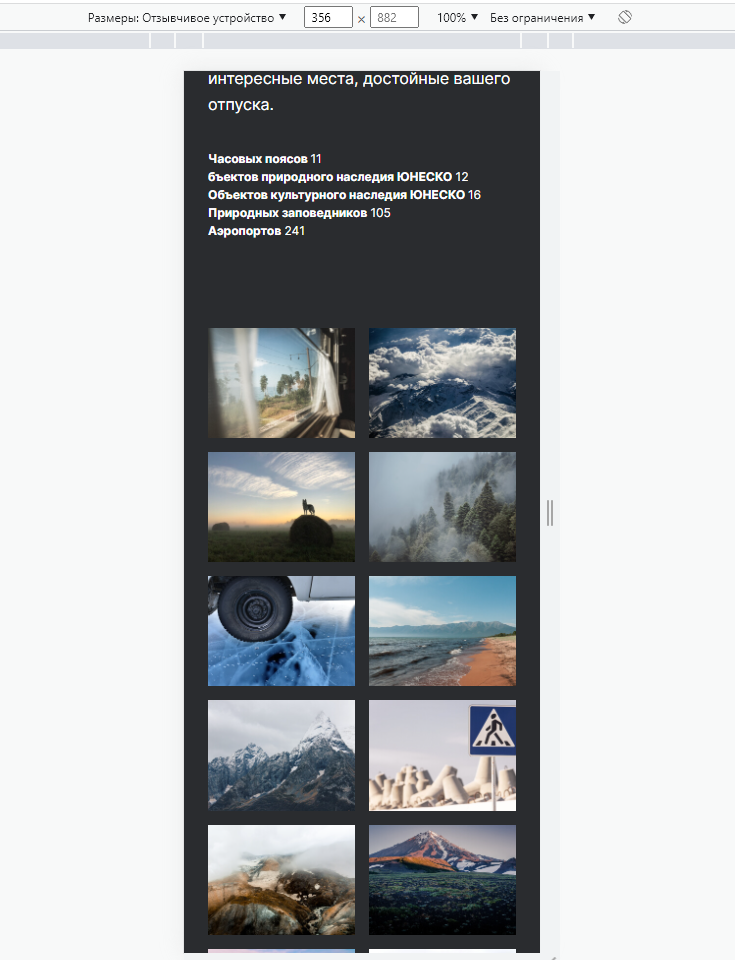 Размеры: Отзывчивое устройство ▼ 356 × 882 100% ▼ Без ограничения ▼
интересные места, достойные вашего
отпуска.
Часовых поясов 11
бъектов природного наследия ЮНЕСКО 12
Объектов культурного наследия ЮНЕСКО 16
Природных заповедников 105
Аэропортов 241